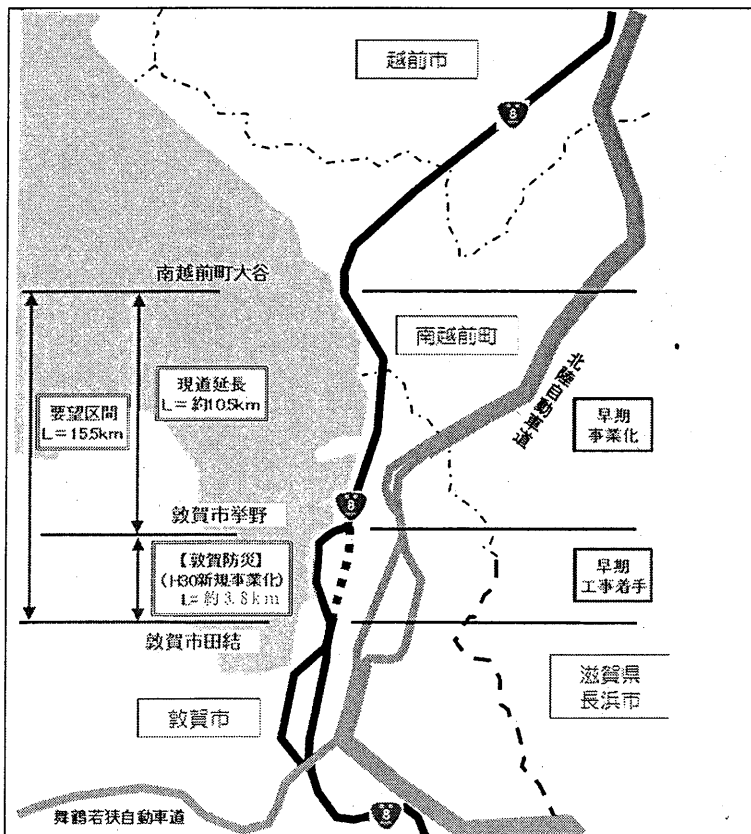 越前市
8
南越前町大谷
南越前町
北陸自動車道
現道延長
L=約10.5km
要望区間
L=15.5km
早期
事業化
8
敦賀市挙野
【敦賀防災】
(H30新規事業化)
L=約3.8km
早期
工事着手
敦賀市田結
滋賀県
長浜市
敦賀市
舞鶴若狭自動車道
8